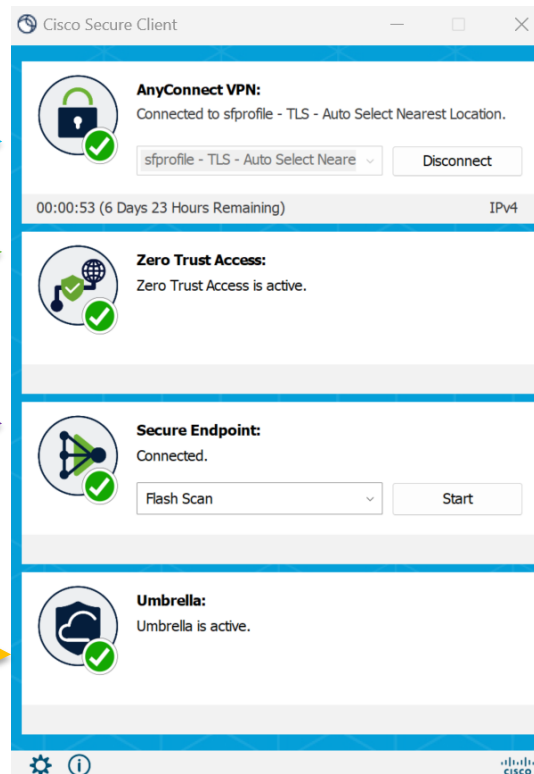 Cisco Secure Client
AnyConnect VPN:
Connected to sfprofile - TLS - Auto Select Nearest Location.
sfprofile - TLS - Auto Select Neare
Disconnect
00:00:53 (6 Days 23 Hours Remaining)
IPv4
Zero Trust Access:
Zero Trust Access is active.
Secure Endpoint:
Connected.
Flash Scan
Start
Umbrella:
Umbrella is active.
CISCO